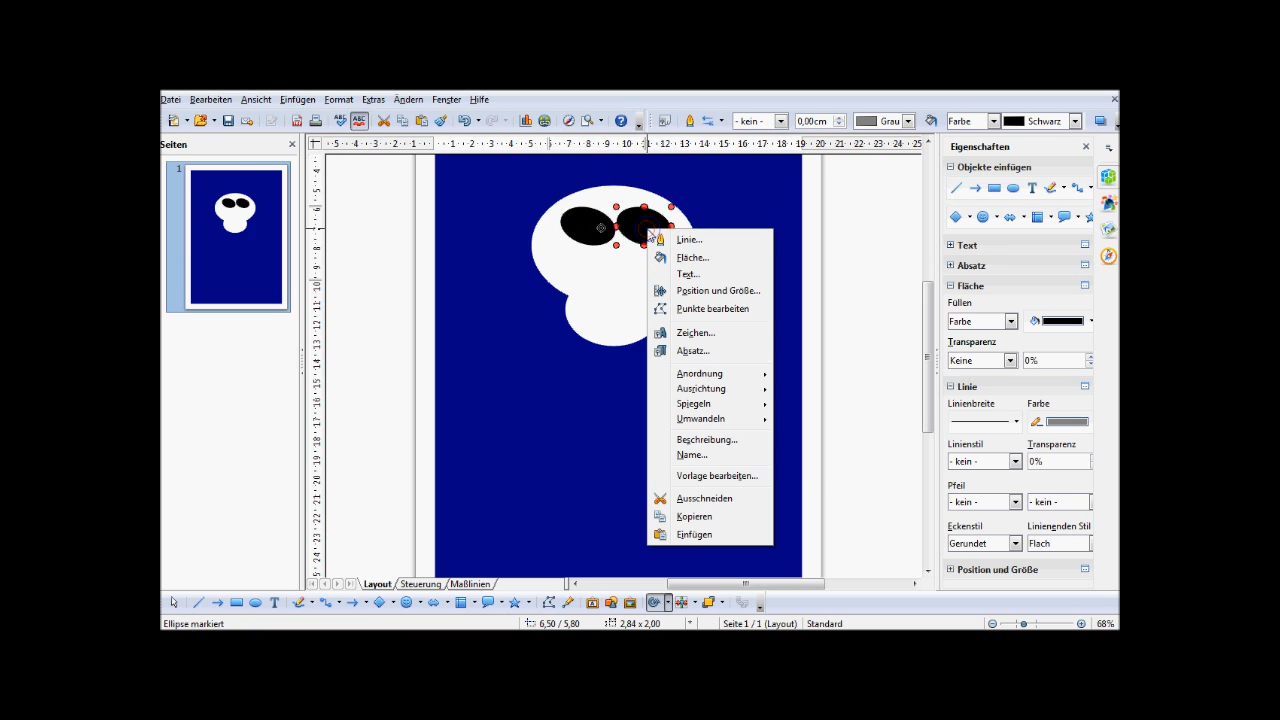 Datei Bearbeiten Ansicht Einfügen Format Extras Ändern Fenster Hilfe
- kein - 0,00cm Grau Farbe Schwarz
Seiten
1
Eigenschaften
Objekte einfügen
Text
Absatz
Fläche
Füllen
Farbe
Transparenz
Keine 0%
Linie
Linienbreite Farbe
Linienstil Transparenz
- kein - 0%
Pfeil
- kein - - kein -
Eckenstil Linienenden Stil
Gerundet Flach
Position und Größe
Linie...
Fläche...
Text...
Position und Größe...
Punkte bearbeiten
Zeichen...
Absatz...
Anordnung
Ausrichtung
Spiegeln
Umwandeln
Beschreibung...
Name...
Vorlage bearbeiten...
Ausschneiden
Kopieren
Einfügen
Layout Steuerung Maßlinien
Ellipse markiert 6,50 / 5,80 2,84 x 2,00 * Seite 1 / 1 (Layout) Standard 68%